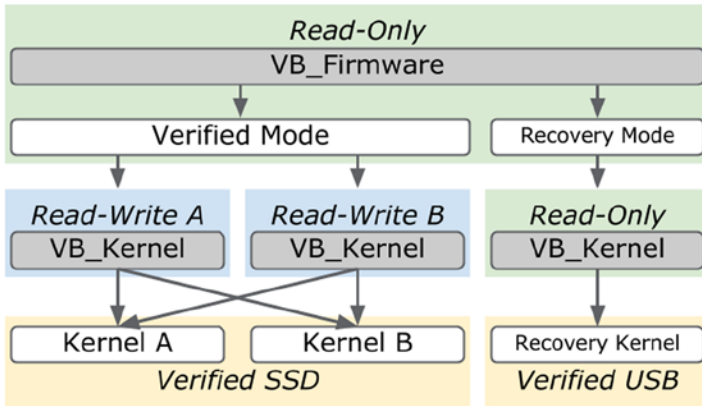 Read-Only
VB_Firmware
Verified Mode
Recovery Mode
Read-Write A
Read-Write B
Read-Only
VB_Kernel
VB_Kernel
VB_Kernel
Kernel A
Kernel B
Recovery Kernel
Verified SSD
Verified USB